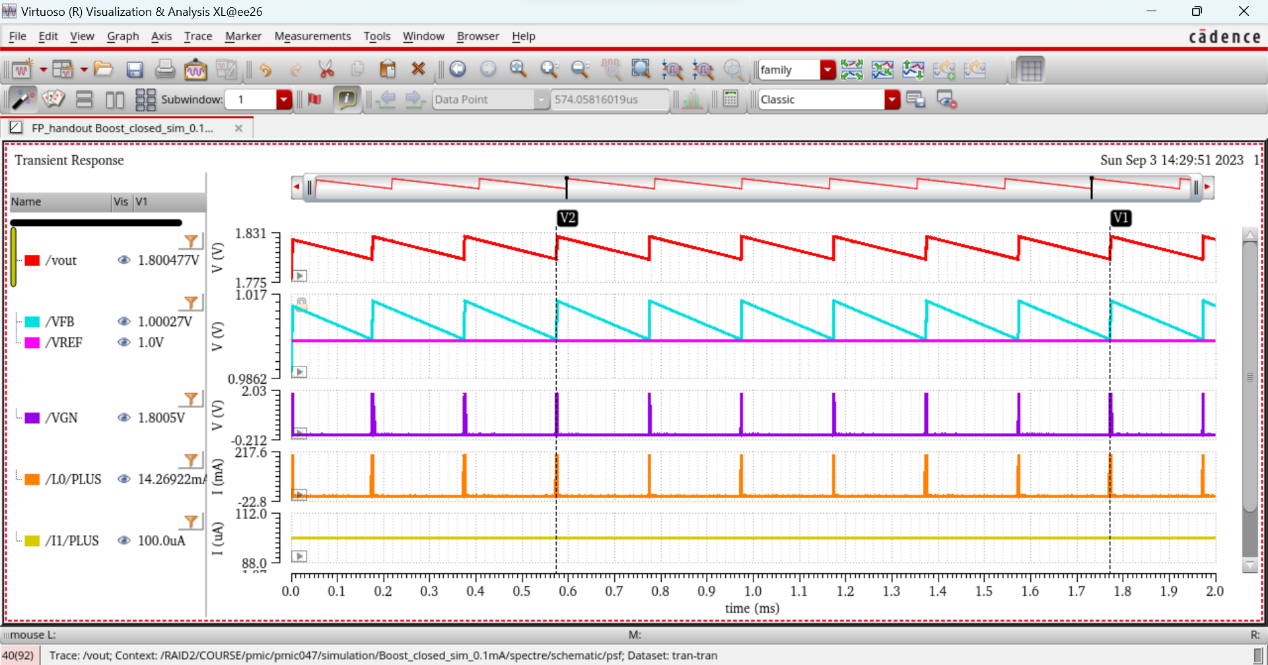 Virtuoso (R) Visualization & Analysis XL@ee26
File Edit View Graph Axis Trace Marker Measurements Tools Window Browser Help
cādence
family
Subwindow: 1
Data Point
574.05816019us
Classic
FP_handout Boost_closed_sim_0.1...
Transient Response
Sun Sep 3 14:29:51 2023 1
Name Vis V1
V2 V1
/vout 1.800477V
V (V)
1.831
1.775
/VFB 1.00027V
/VREF 1.0V
V (V)
1.017
0.9862
/VGN 1.8005V
V (V)
2.03
-0.212
/L0/PLUS 14.26922m
I (mA)
217.6
-22.8
/I1/PLUS 100.0uA
I (uA)
112.0
88.0
0.0 0.1 0.2 0.3 0.4 0.5 0.6 0.7 0.8 0.9 1.0 1.1 1.2 1.3 1.4 1.5 1.6 1.7 1.8 1.9 2.0
time (ms)
mouse L: M: R:
40(92) Trace: /vout; Context: /RAID2/COURSE/pmic/pmic047/simulation/Boost_closed_sim_0.1mA/spectre/schematic/psf; Dataset: tran-tran